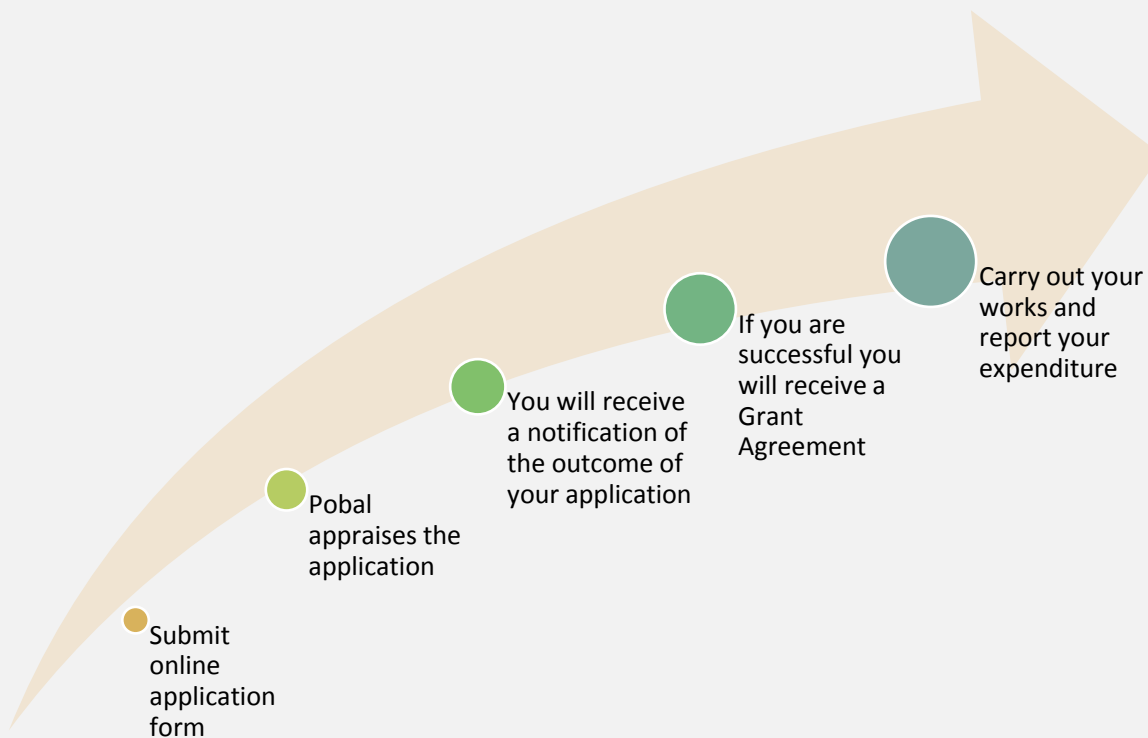 Submit
online
application
form
Pobal
appraises the
application
You will receive
a notification of
the outcome of
your application
If you are
successful you
will receive a
Grant
Agreement
Carry out your
works and
report your
expenditure